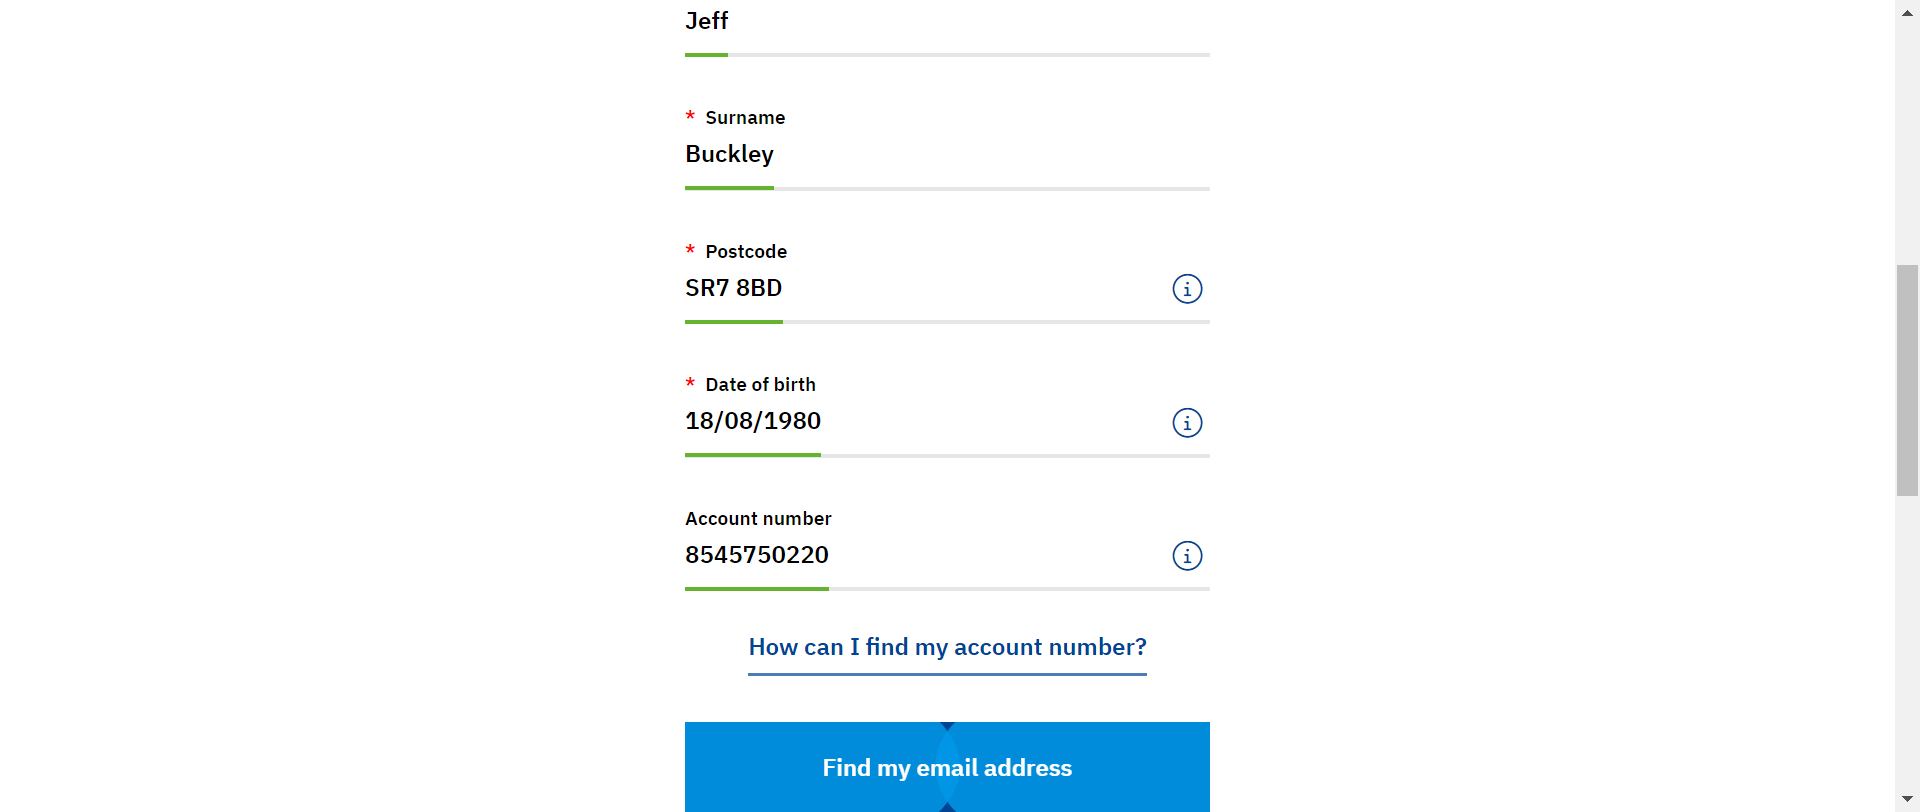 Jeff
* Surname
Buckley
* Postcode
SR7 8BD
* Date of birth
18/08/1980
Account number
8545750220
How can I find my account number?
Find my email address